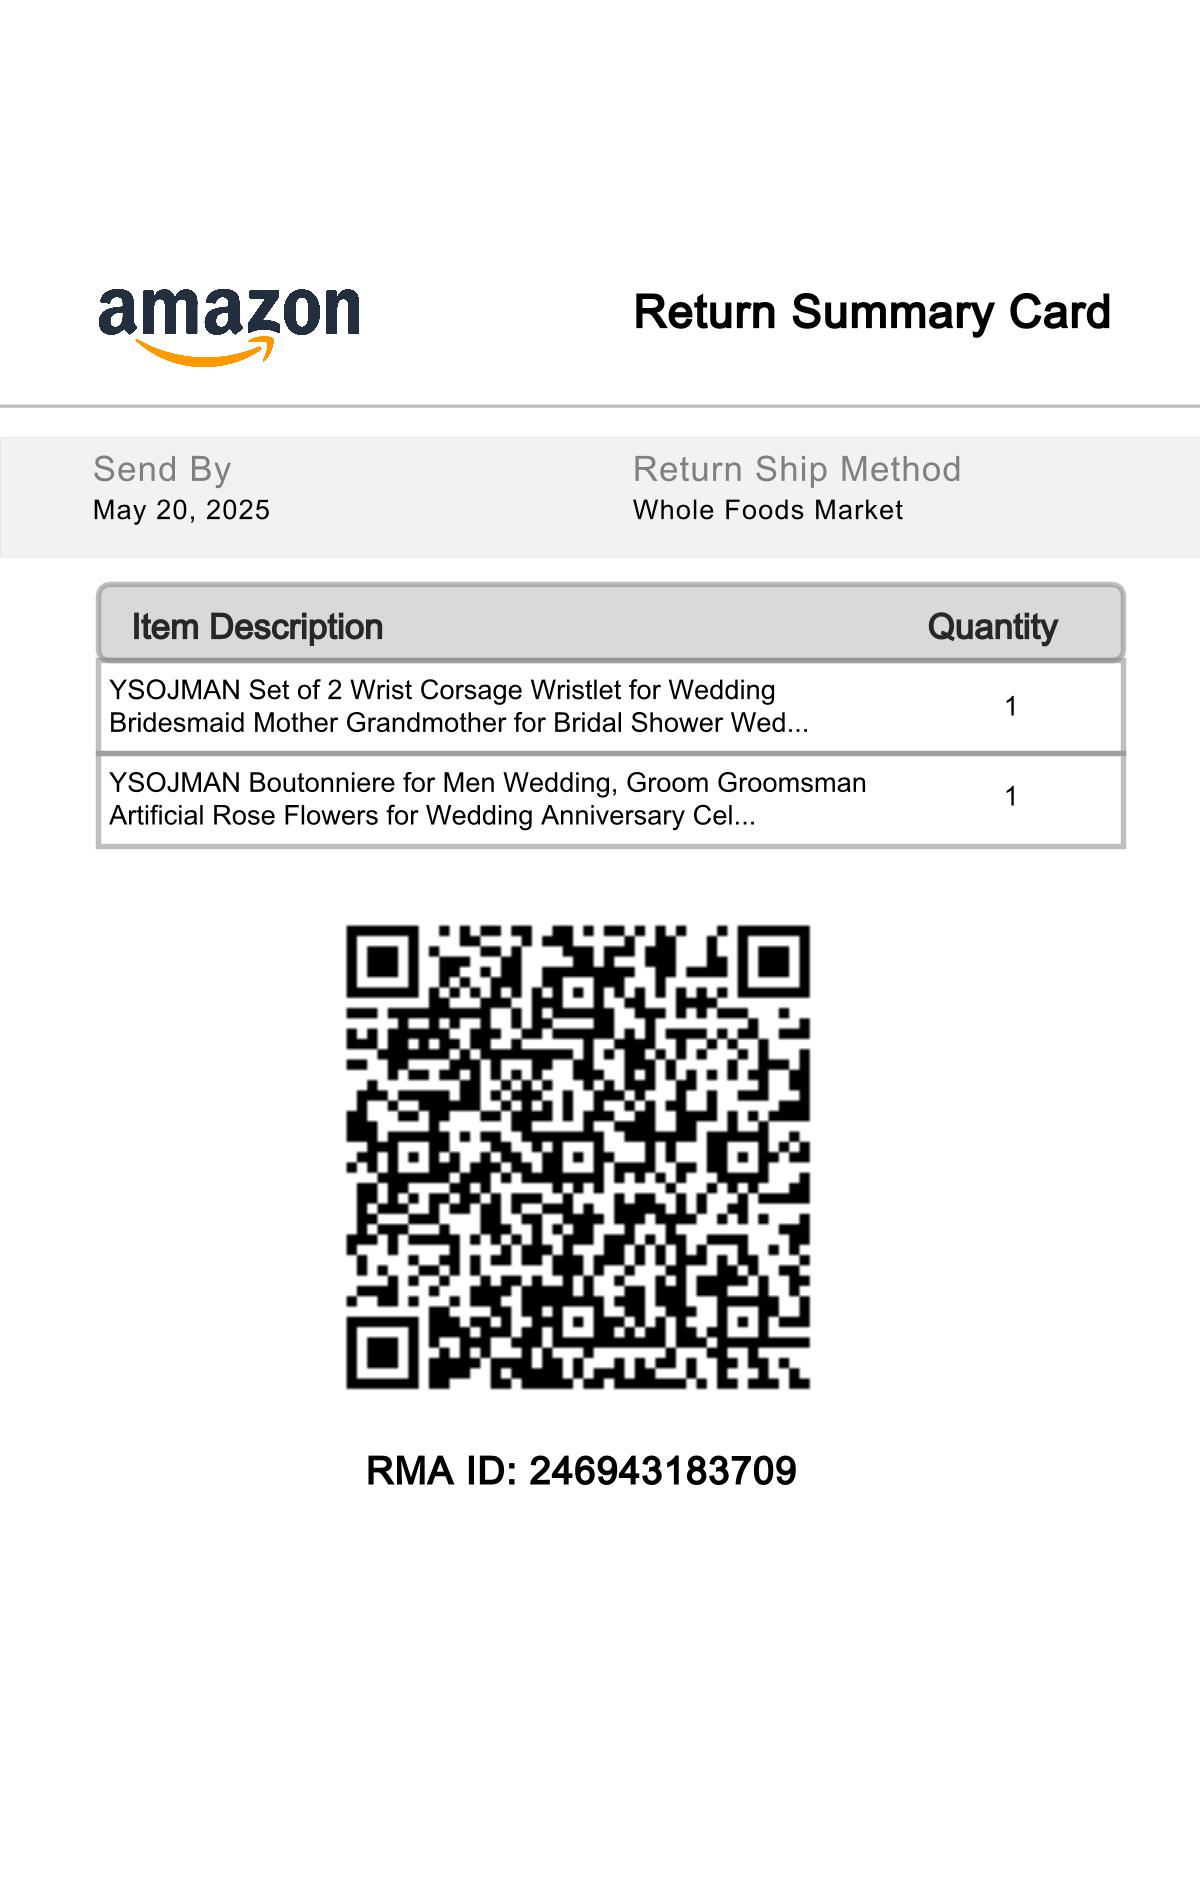 amazon
Return Summary Card
Send By
Return Ship Method
May 20, 2025
Whole Foods Market
Item Description
Quantity
YSOJMAN Set of 2 Wrist Corsage Wristlet for Wedding
Bridesmaid Mother Grandmother for Bridal Shower Wed...
1
YSOJMAN Boutonniere for Men Wedding, Groom Groomsman
Artificial Rose Flowers for Wedding Anniversary Cel...
1
RMA ID: 246943183709